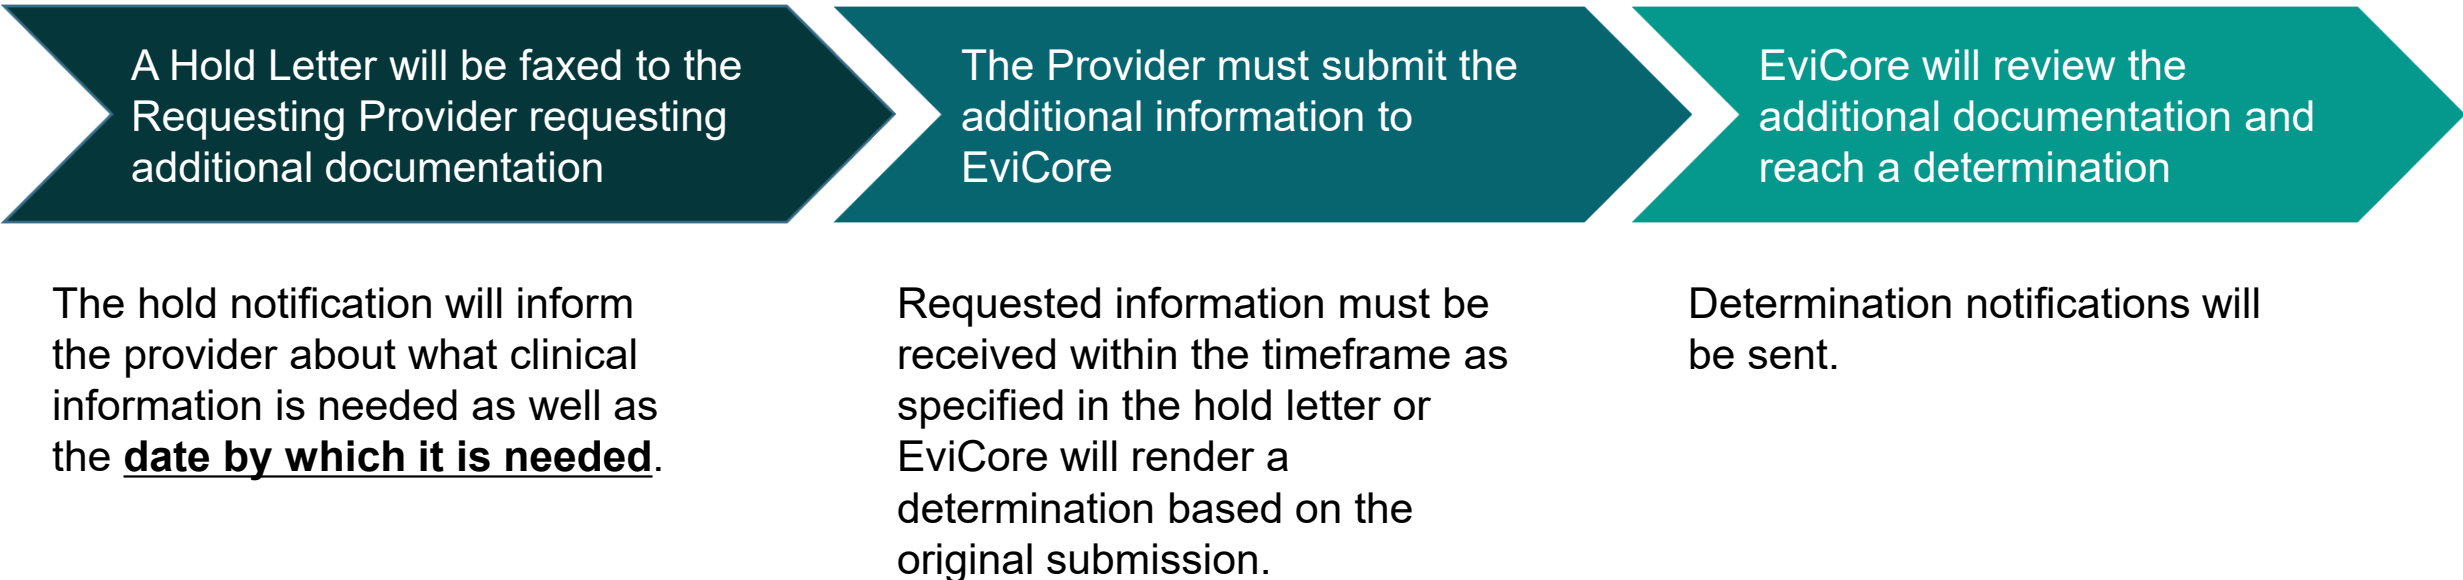 A Hold Letter will be faxed to the
Requesting Provider requesting
additional documentation
The Provider must submit the
additional information to
EviCore
EviCore will review the
additional documentation and
reach a determination
The hold notification will inform
the provider about what clinical
information is needed as well as
the date by which it is needed.
Requested information must be
received within the timeframe as
specified in the hold letter or
EviCore will render a
determination based on the
original submission.
Determination notifications will
be sent.